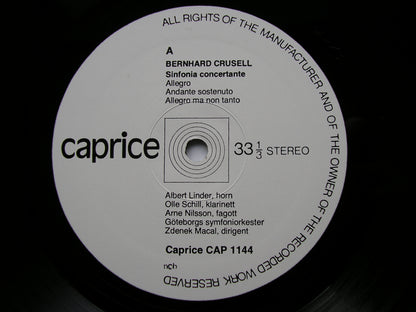 ALL RIGHTS OF THE MANUFACTURER AND OF THE OWNER OF THE RECORDED WORK RESERVED
A
BERNHARD CRUSELL
Sinfonia concertante
Allegro
Andante sostenuto
Allegro ma non tanto
caprice
33 1/3 STEREO
Albert Linder, horn
Olle Schill, klarinett
Arne Nilsson, fagott
Göteborgs symfoniorkester
Zdenek Macal, dirigent
Caprice CAP 1144
ncb